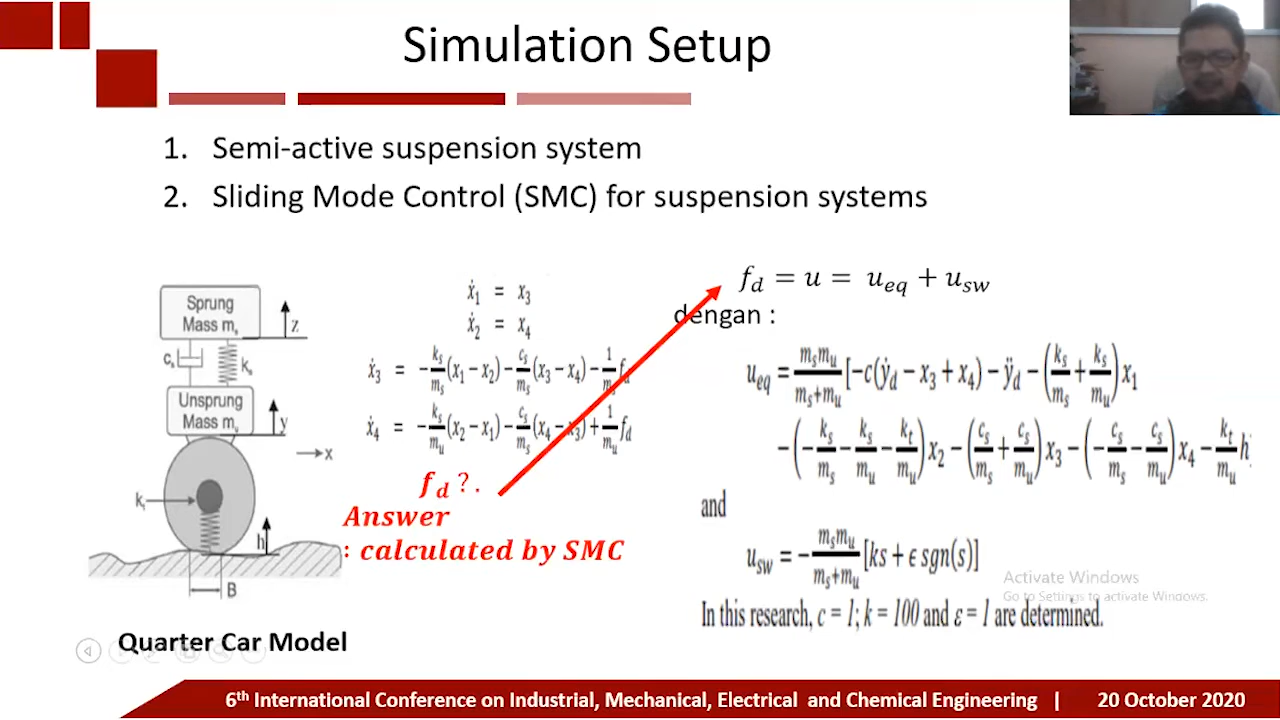 Simulation Setup
1. Semi-active suspension system
2. Sliding Mode Control (SMC) for suspension systems
Sprung
Mass mₛ
z
cₛ
kₛ
Unsprung
Mass mᵤ
y
x
kₜ
h
B
Quarter Car Model
ẋ₁ = x₃
ẋ₂ = x₄
ẋ₃ = −kₛ/mₛ(x₁ − x₂) − cₛ/mₛ(x₃ − x₄) − 1/mₛ f_d
ẋ₄ = −kₛ/mᵤ(x₂ − x₁) − cₛ/mₛ(x₄ − x₃) + 1/mᵤ f_d
f_d ?.
Answer
: calculated by SMC
f_d = u = u_eq + u_sw
dengan :
u_eq = mₛmᵤ/(mₛ+mᵤ) [−c(ẏ_d − x₃ + x₄) − ÿ_d − (kₛ/mₛ + kₛ/mᵤ) x₁
−(−kₛ/mₛ − kₛ/mᵤ − kₜ/mᵤ) x₂ − (cₛ/mₛ + cₛ/mᵤ) x₃ − (−cₛ/mₛ − cₛ/mᵤ) x₄ − kₜ/mᵤ h
and
u_sw = − mₛmᵤ/(mₛ+mᵤ) [ks + ϵ sgn(s)]
In this research, c = 1; k = 100 and ε = 1 are determined.
Activate Windows
Go to Settings to activate Windows.
6th International Conference on Industrial, Mechanical, Electrical and Chemical Engineering | 20 October 2020